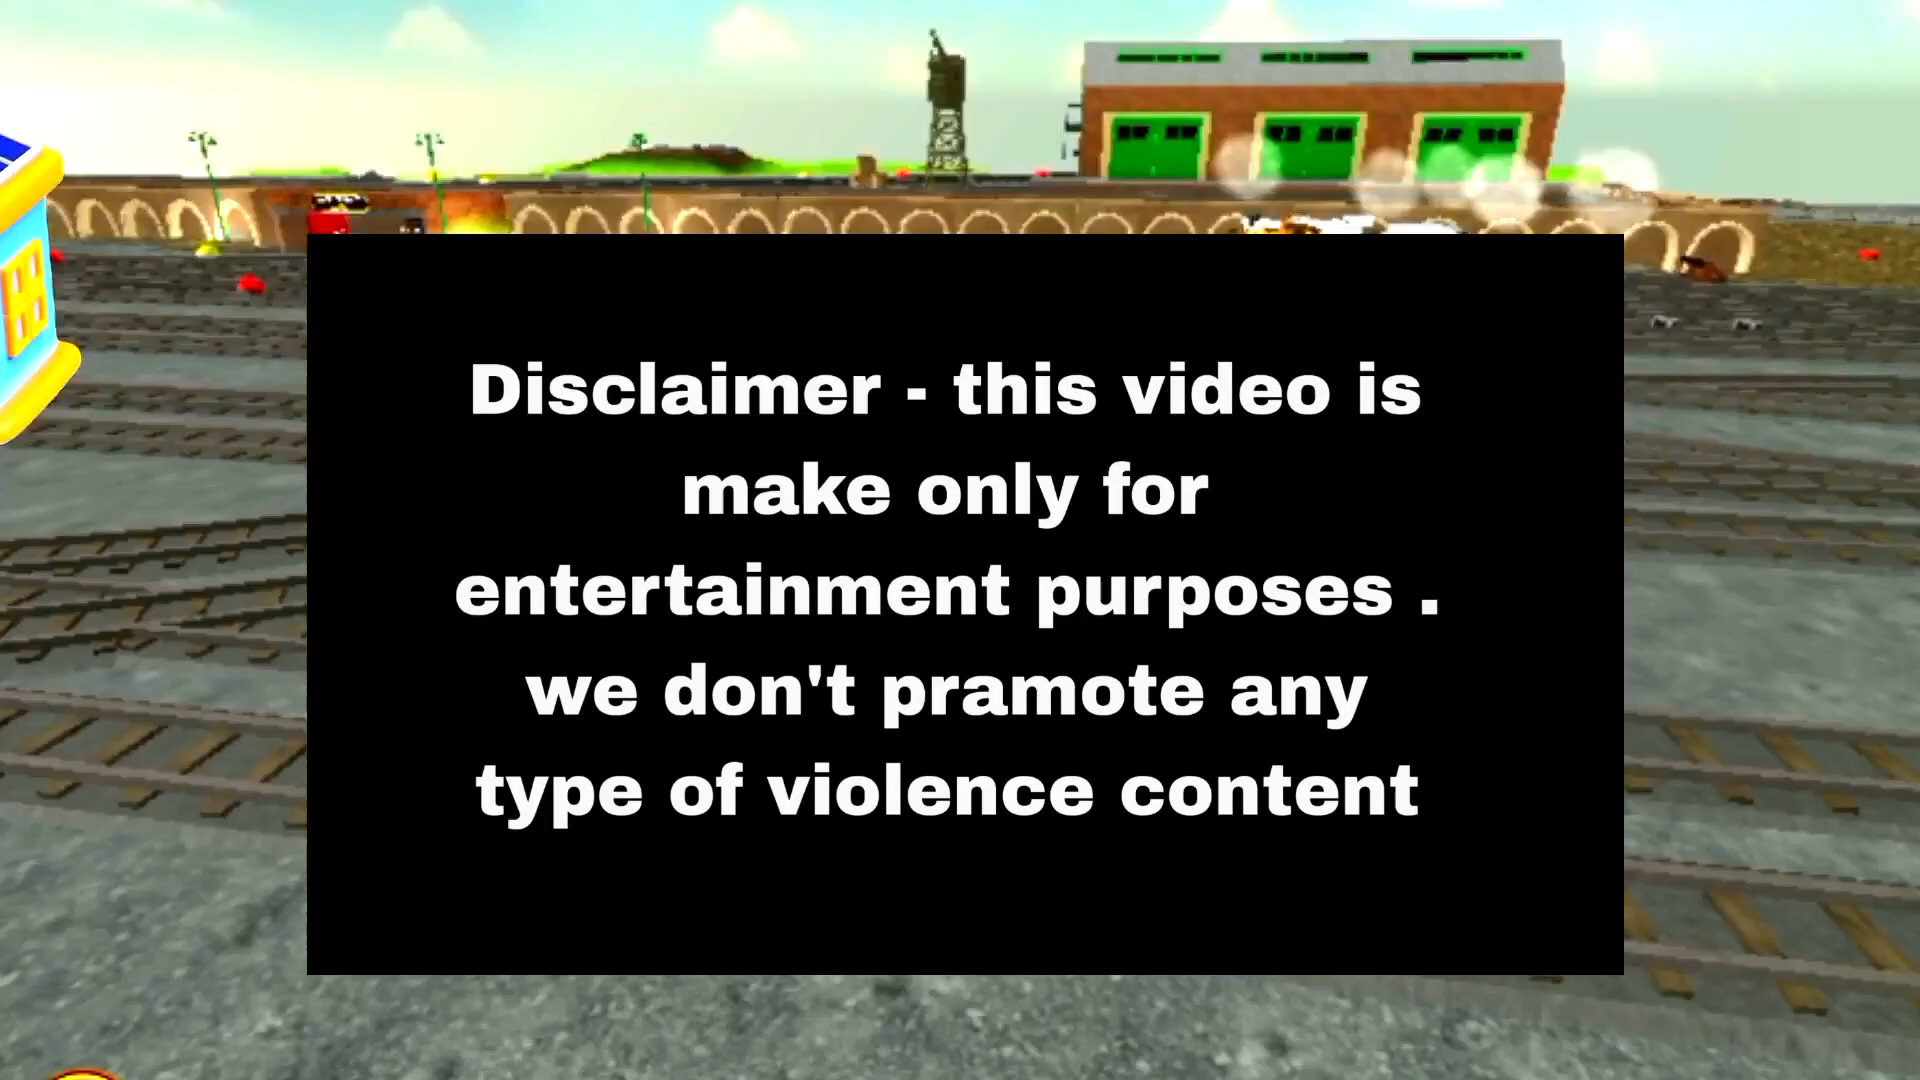 Disclaimer - this video is
make only for
entertainment purposes .
we don't pramote any
type of violence content